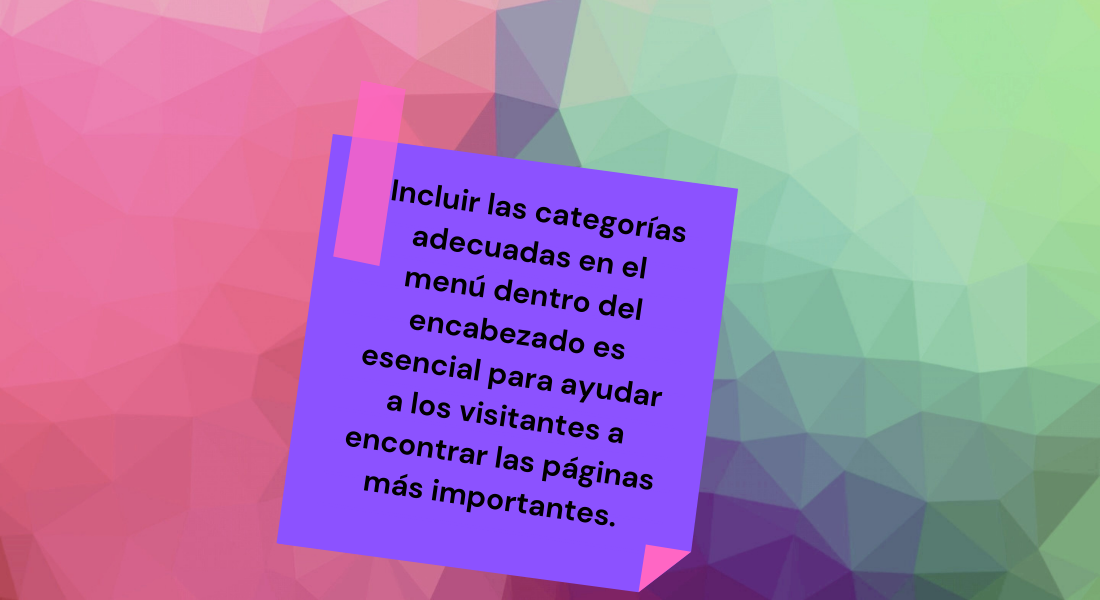 Incluir las categorías
adecuadas en el
menú dentro del
encabezado es
esencial para ayudar
a los visitantes a
encontrar las páginas
más importantes.